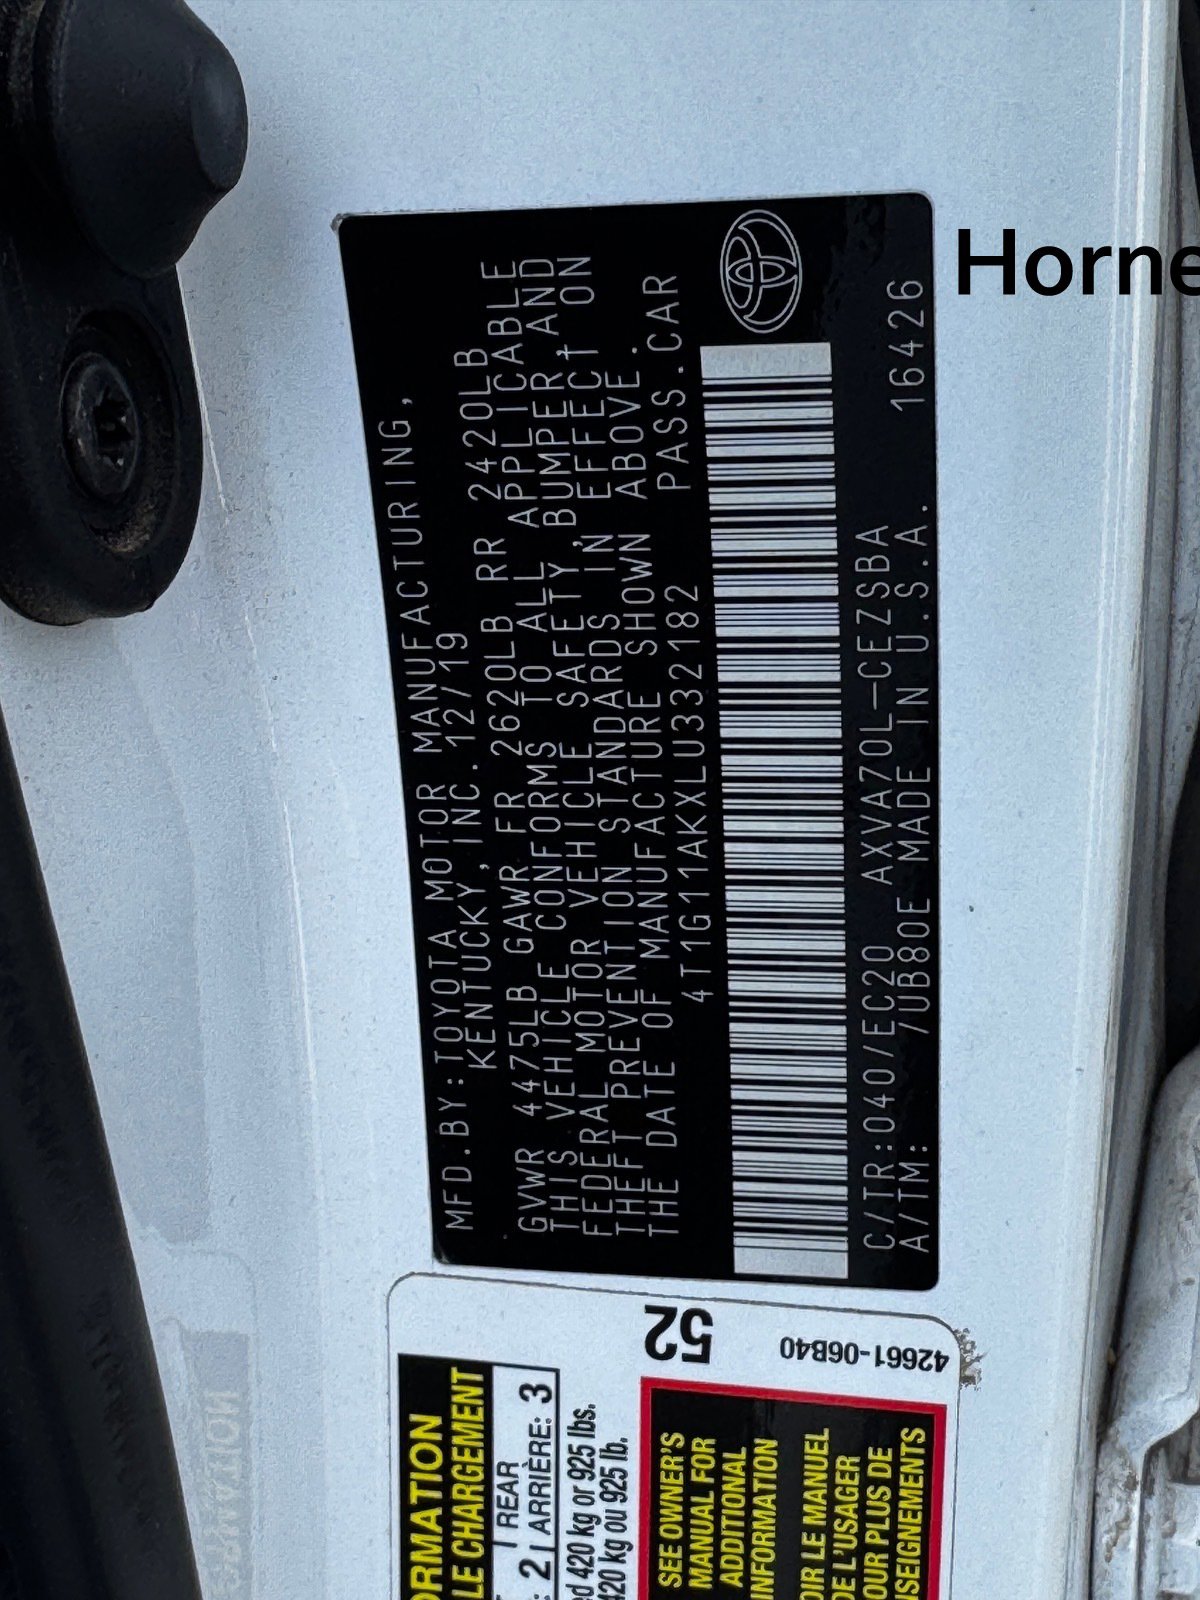 MFD.BY:TOYOTA MOTOR MANUFACTURING,
KENTUCKY, INC. 12/19
GVWR 4475LB GAWR FR 2620LB RR 2420LB
THIS VEHICLE CONFORMS TO ALL APPLICABLE
FEDERAL MOTOR VEHICLE SAFETY, BUMPER, AND
THEFT PREVENTION STANDARDS IN EFFECT ON
THE DATE OF MANUFACTURE SHOWN ABOVE.
4T1G11AKXLU332182 PASS.CAR
C/TR:040/EC20 AXVA70L-CEZSBA 16426
A/TM: /UB80E MADE IN U.S.A.
Horne
52
42661-06B40
ORMATION
LE CHARGEMENT
REAR 3
: 2 ARRIÈRE:
ed 420 kg or 925 lbs.
420 kg ou 925 lb.
SEE OWNER'S
MANUAL FOR
ADDITIONAL
INFORMATION
OIR LE MANUEL
DE L'USAGER
OUR PLUS DE
NSEIGNEMENTS